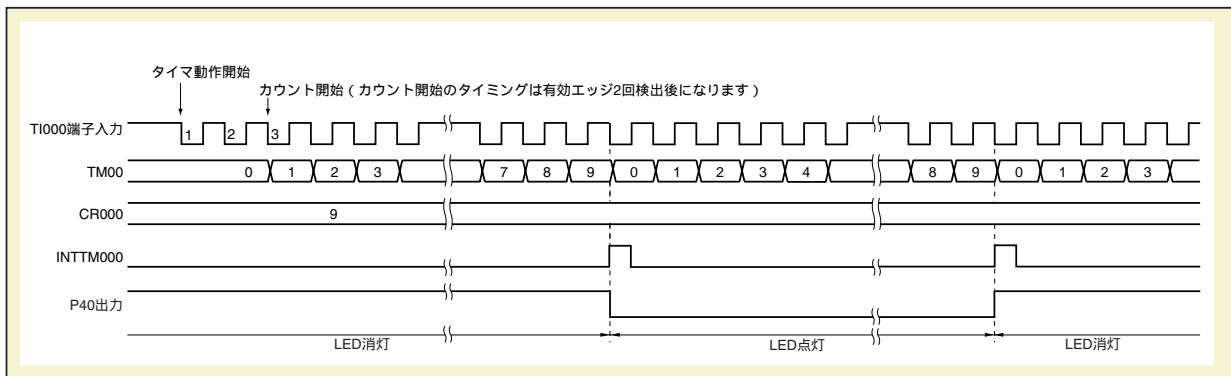 タイマ動作開始
カウント開始(カウント開始のタイミングは有効エッジ2回検出後になります)
TI000端子入力 1 2 3
TM00 0 1 2 3 7 8 9 0 1 2 3 4 8 9 0 1 2 3
CR000 9
INTTM000
P40出力
LED消灯 LED点灯 LED消灯